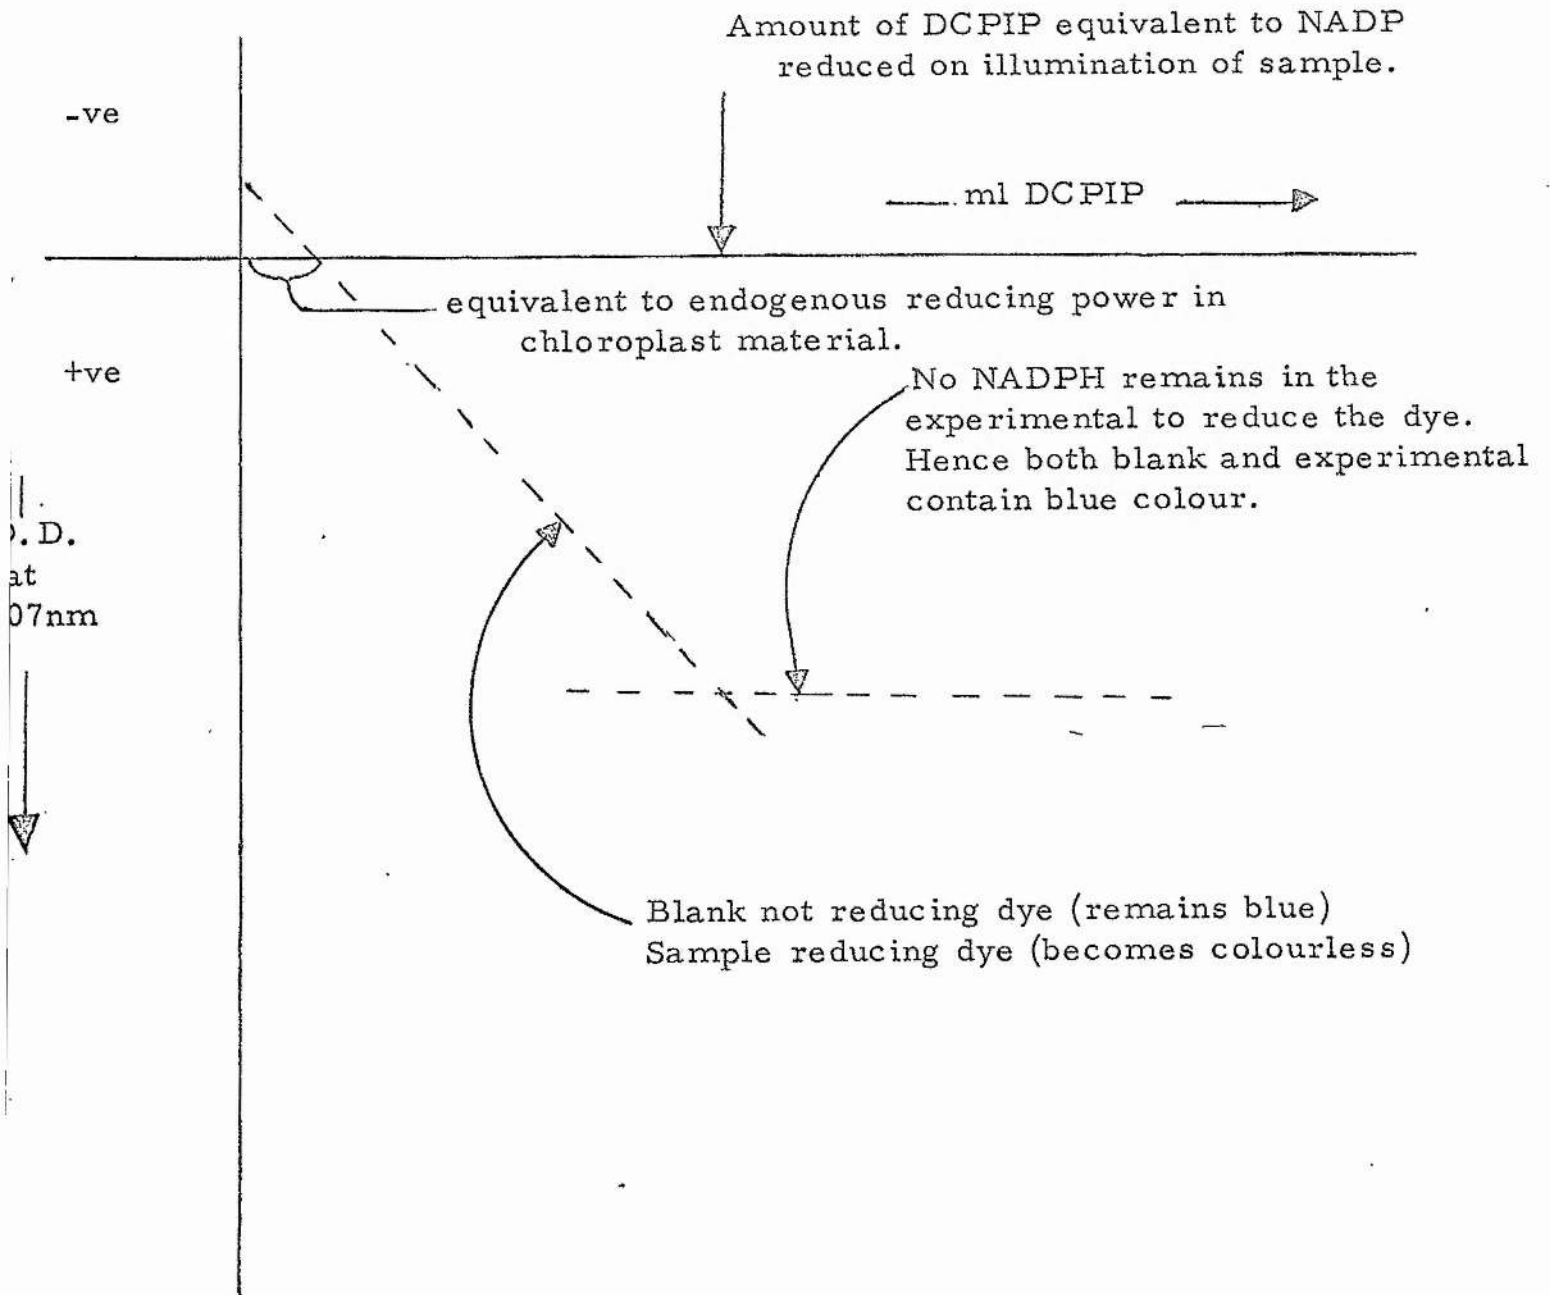 Amount of DCPIP equivalent to NADP
reduced on illumination of sample.
-ve
ml DCPIP
equivalent to endogenous reducing power in
chloroplast material.
+ve
No NADPH remains in the
experimental to reduce the dye.
Hence both blank and experimental
contain blue colour.
.D.
at
07nm
Blank not reducing dye (remains blue)
Sample reducing dye (becomes colourless)